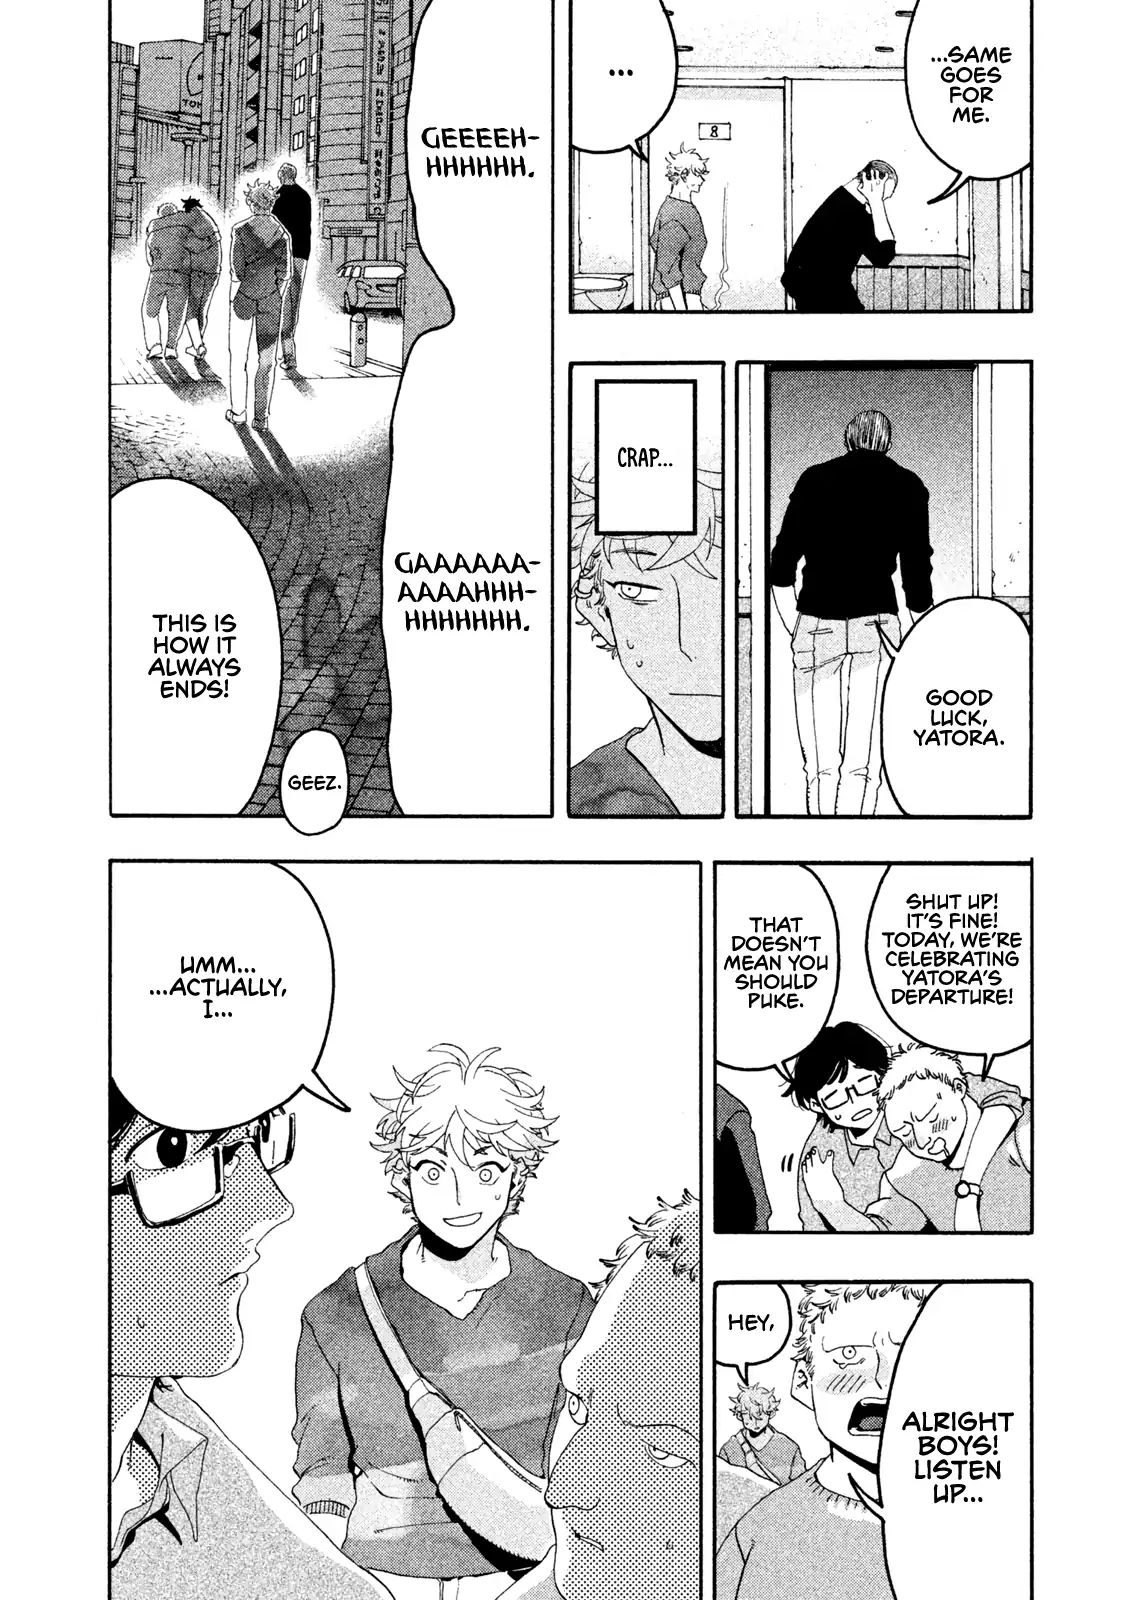 ...SAME
GOES
FOR
ME.
...
8
GOOD
LUCK,
YATORA.
CRAP...
GEEEEH-
HHHHHH.
GAAAAAA-
AAAAHHH-
HHHHHHH.
THIS IS
HOW IT
ALWAYS
ENDS!
GEEZ.
SHUT UP!
IT'S FINE!
TODAY, WE'RE
CELEBRATING
YATORA'S
DEPARTURE!
THAT
DOESN'T
MEAN YOU
SHOULD
PUKE.
ALRIGHT
BOYS!
LISTEN
UP...
HEY,
UMM...
...ACTUALLY,
I...